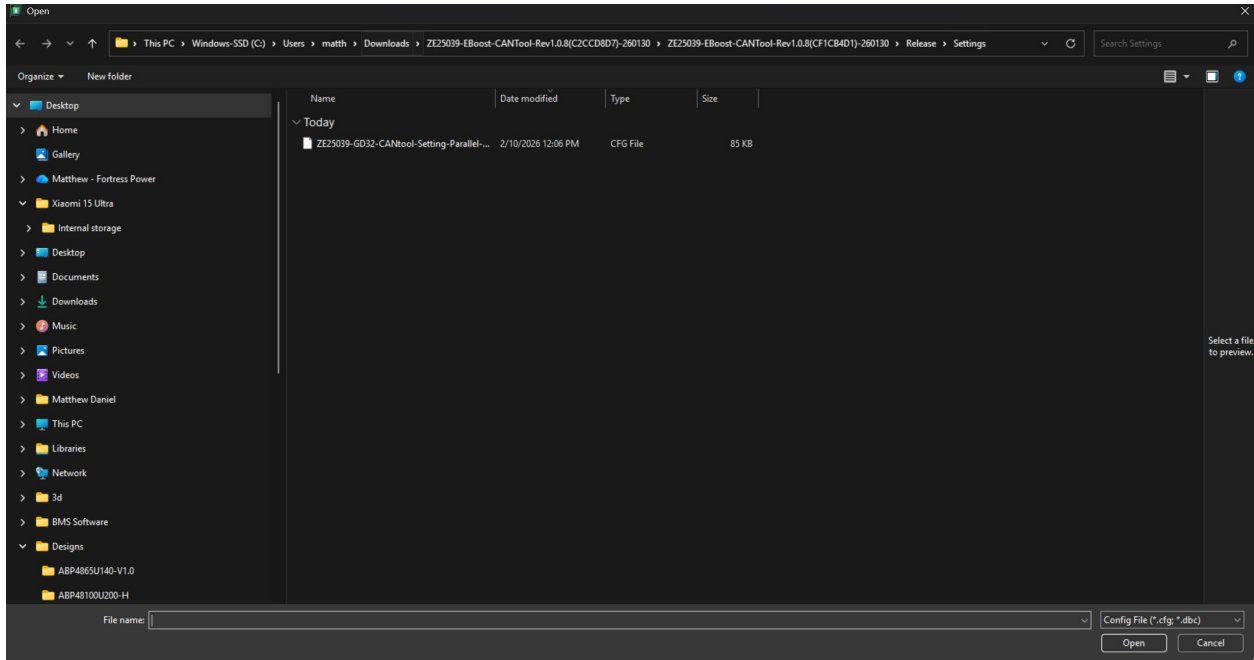 Open
This PC > Windows-SSD (C:) > Users > matth > Downloads > ZE25039-EBoost-CANTool-Rev1.0.8(C2CCD8D7)-260130 > ZE25039-EBoost-CANTool-Rev1.0.8(CF1CB4D1)-260130 > Release > Settings
Search Settings
Organize
New folder
Desktop
Home
Gallery
Matthew - Fortress Power
Xiaomi 15 Ultra
Internal storage
Desktop
Documents
Downloads
Music
Pictures
Videos
Matthew Daniel
This PC
Libraries
Network
3d
BMS Software
Designs
ABP4865U140-V1.0
ABP48100U200-H
Name Date modified Type Size
Today
ZE25039-GD32-CANtool-Setting-Parallel-... 2/10/2026 12:06 PM CFG File 85 KB
Select a file
to preview.
File name:
Config File (*.cfg; *.dbc)
Open Cancel